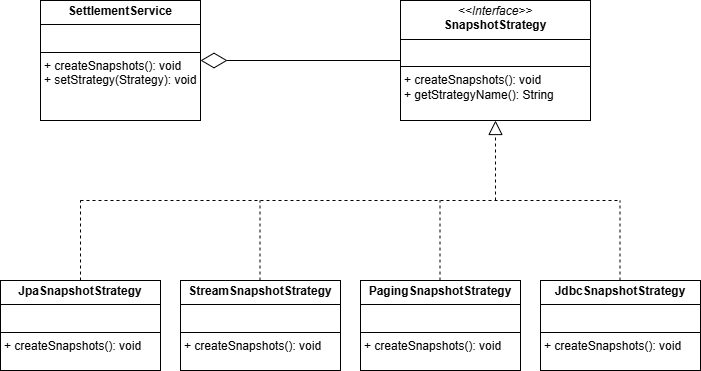 SettlementService
+ createSnapshots(): void
+ setStrategy(Strategy): void
<<Interface>>
SnapshotStrategy
+ createSnapshots(): void
+ getStrategyName(): String
JpaSnapshotStrategy
+ createSnapshots(): void
StreamSnapshotStrategy
+ createSnapshots(): void
PagingSnapshotStrategy
+ createSnapshots(): void
JdbcSnapshotStrategy
+ createSnapshots(): void